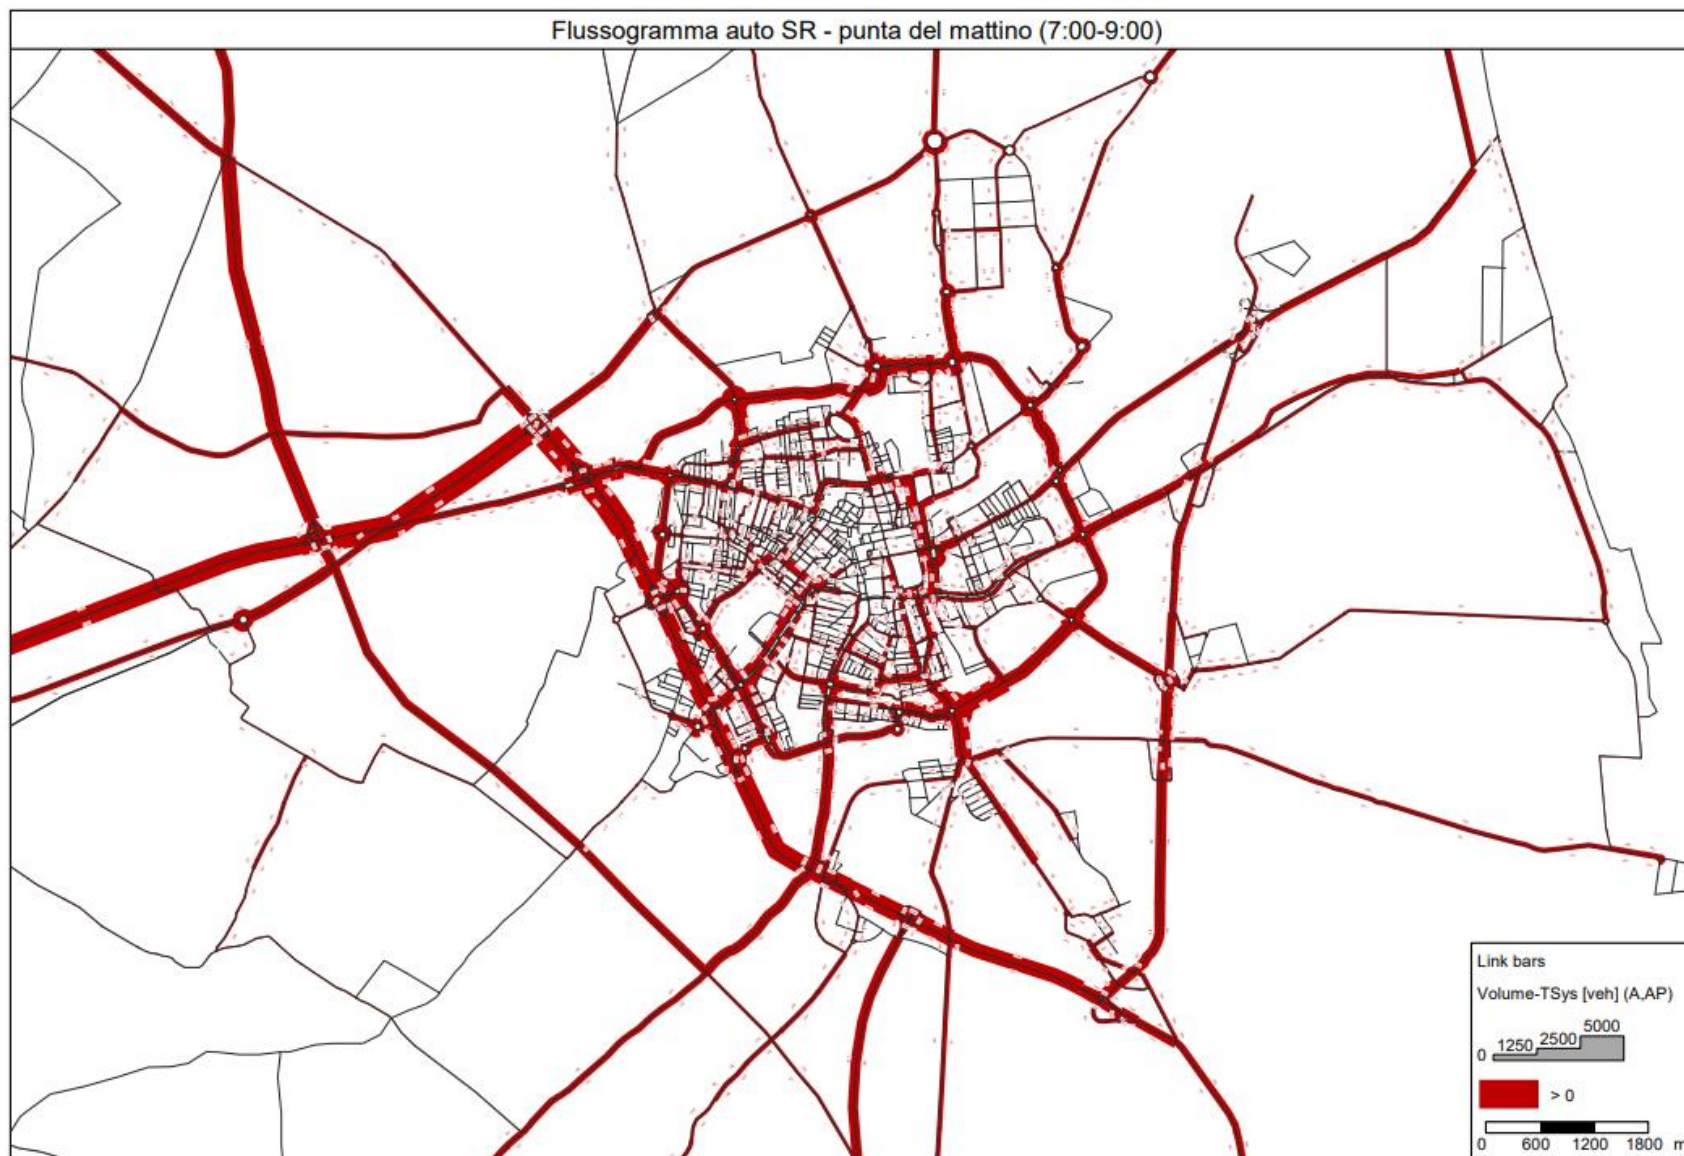 Flussogramma auto SR - punta del mattino (7:00-9:00)
Link bars
Volume-TSys [veh] (A,AP)
0 1250 2500 5000
> 0
0 600 1200 1800 m